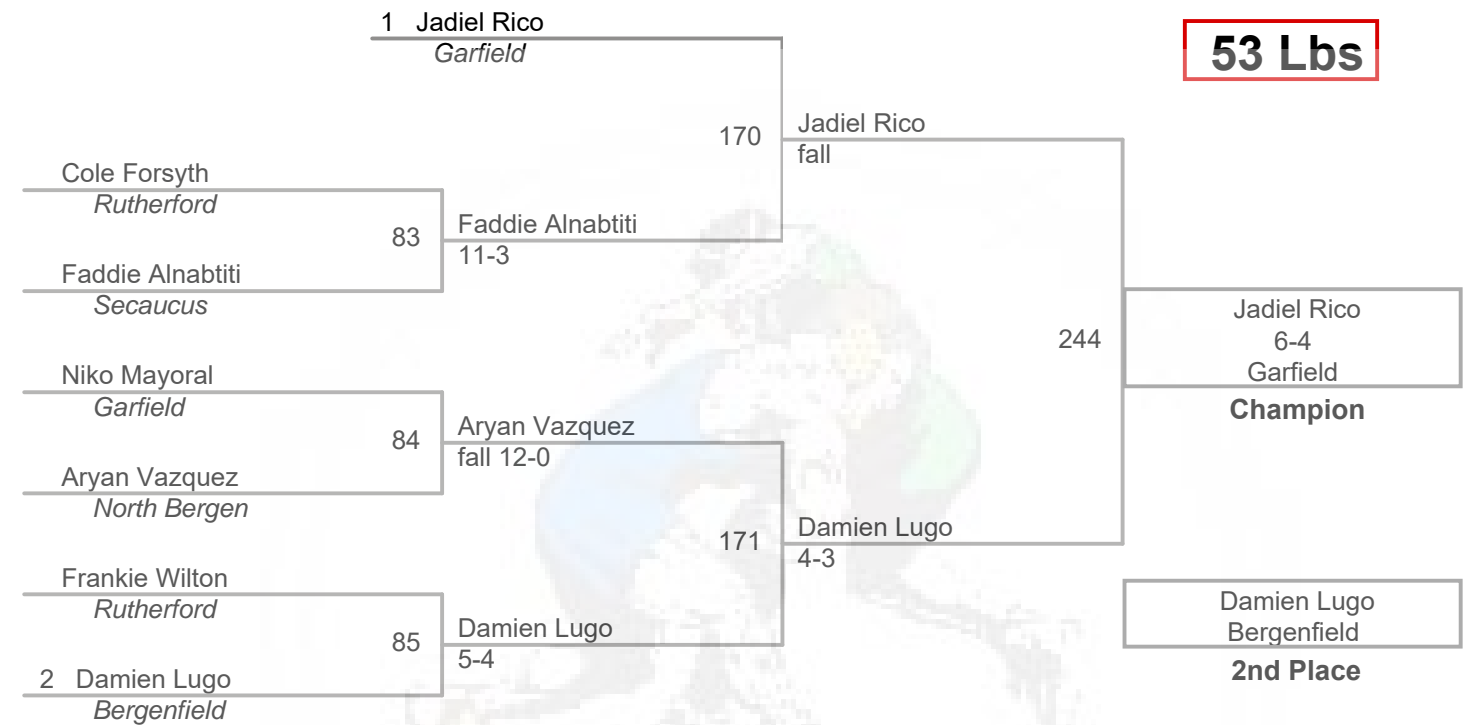 1 Jadiel Rico
Garfield
53 Lbs
170
Jadiel Rico
fall
Cole Forsyth
Rutherford
83
Faddie Alnabtiti
11-3
Faddie Alnabtiti
Secaucus
Jadiel Rico
6-4
Garfield
Champion
244
Niko Mayoral
Garfield
84
Aryan Vazquez
fall 12-0
Aryan Vazquez
North Bergen
171
Damien Lugo
4-3
Frankie Wilton
Rutherford
85
Damien Lugo
5-4
2 Damien Lugo
Bergenfield
Damien Lugo
Bergenfield
2nd Place